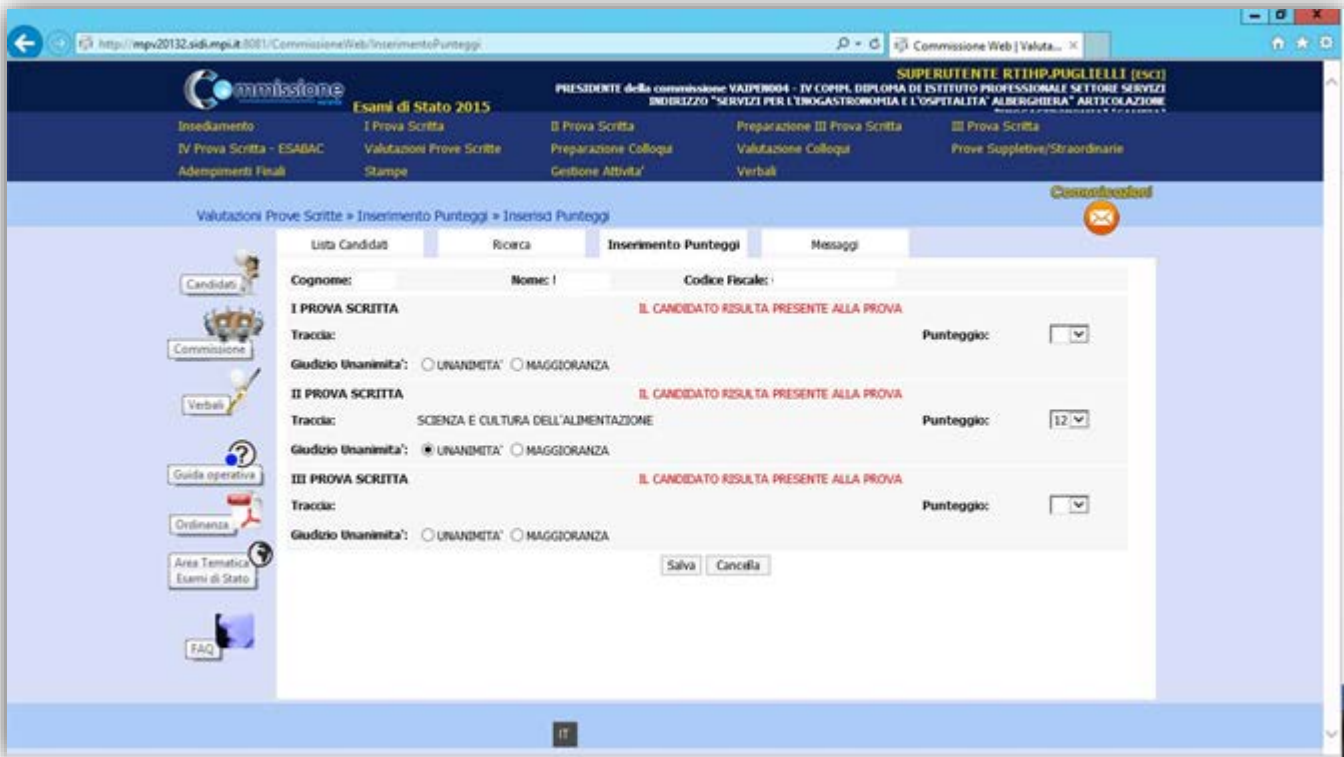 http://mpv20132.sidi.mpi.it:8081/CommissioneWeb/InserimentoPunteggi
Commissione Web | Valuta...
Commissione
Esami di Stato 2015
SUPERUTENTE RTIHP.PUGLIELLI [ESCI]
PRESIDENTE della commissione VAIPEN004 - IV COMM. DIPLOMA DI ISTITUTO PROFESSIONALE SETTORE SERVIZI
INDIRIZZO "SERVIZI PER L'ENOGASTRONOMIA E L'OSPITALITA' ALBERGHIERA" ARTICOLAZIONE
Insediamento I Prova Scritta II Prova Scritta Preparazione III Prova Scritta III Prova Scritta
IV Prova Scritta - ESABAC Valutazioni Prove Scritte Preparazione Colloqui Valutazione Colloqui Prove Suppletive/Straordinarie
Adempimenti Finali Stampe Gestione Attivita' Verbali
Comunicazioni
Valutazioni Prove Scritte » Inserimento Punteggi » Inserisci Punteggi
Lista Candidati Ricerca Inserimento Punteggi Messaggi
Candidati
Commissione
Verbali
Guida operativa
Ordinanza
Area Tematica
Esami di Stato
FAQ
Cognome: Nome: Codice Fiscale:
I PROVA SCRITTA IL CANDIDATO RISULTA PRESENTE ALLA PROVA
Traccia: Punteggio:
Giudizio Unanimita': UNANIMITA' MAGGIORANZA
II PROVA SCRITTA IL CANDIDATO RISULTA PRESENTE ALLA PROVA
Traccia: SCIENZA E CULTURA DELL'ALIMENTAZIONE Punteggio: 12
Giudizio Unanimita': UNANIMITA' MAGGIORANZA
III PROVA SCRITTA IL CANDIDATO RISULTA PRESENTE ALLA PROVA
Traccia: Punteggio:
Giudizio Unanimita': UNANIMITA' MAGGIORANZA
Salva Cancella
IT